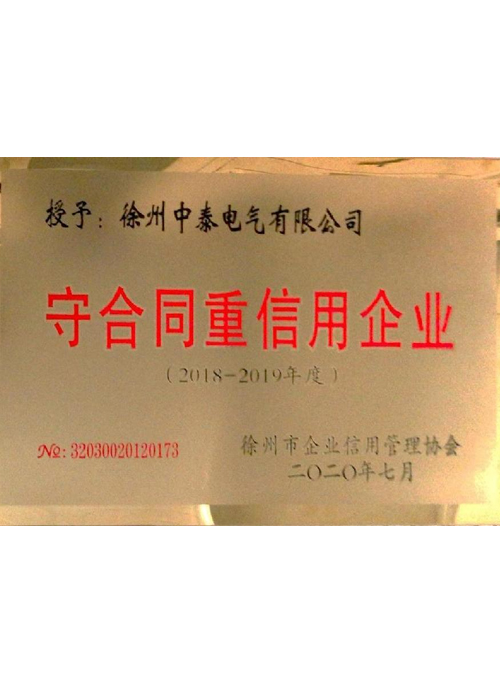 授予：徐州中泰电气有限公司
守合同重信用企业
（2018-2019年度）
№: 32030020120173
徐州市企业信用管理协会
二〇二〇年七月